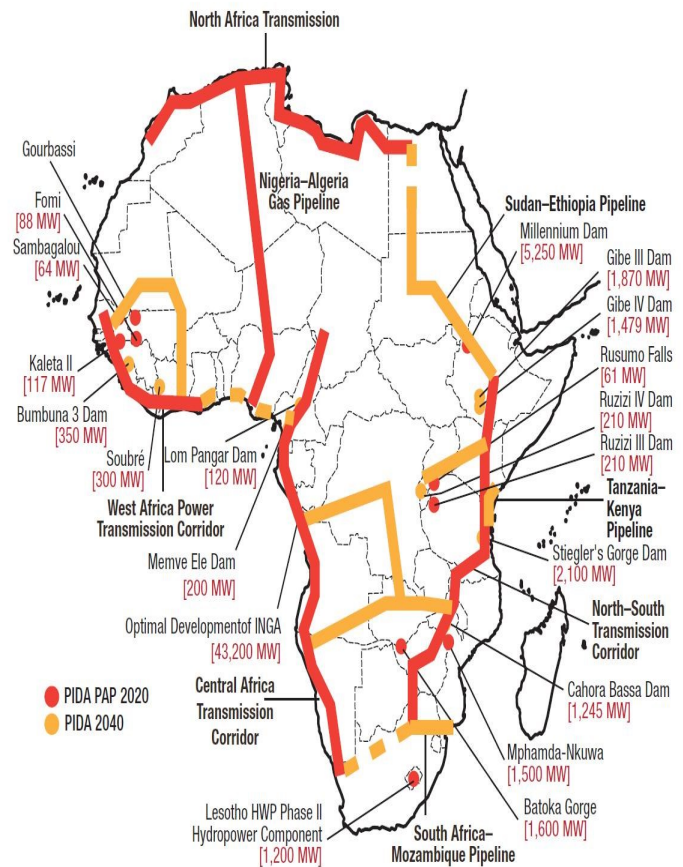 North Africa Transmission
Gourbassi
Fomi
[88 MW]
Sambagalou
[64 MW]
Nigeria–Algeria
Gas Pipeline
Sudan–Ethiopia Pipeline
Millennium Dam
[5,250 MW]
Gibe III Dam
[1,870 MW]
Gibe IV Dam
[1,479 MW]
Rusumo Falls
[61 MW]
Ruzizi IV Dam
[210 MW]
Ruzizi III Dam
[210 MW]
Tanzania–
Kenya
Pipeline
Kaleta II
[117 MW]
Bumbuna 3 Dam
[350 MW]
Soubré
[300 MW]
Lom Pangar Dam
[120 MW]
West Africa Power
Transmission Corridor
Memve Ele Dam
[200 MW]
Stiegler's Gorge Dam
[2,100 MW]
North–South
Transmission
Corridor
Optimal Developmentof INGA
[43,200 MW]
Central Africa
Transmission
Corridor
Cahora Bassa Dam
[1,245 MW]
PIDA PAP 2020
PIDA 2040
Mphamda-Nkuwa
[1,500 MW]
Batoka Gorge
[1,600 MW]
Lesotho HWP Phase II
Hydropower Component
[1,200 MW]
South Africa–
Mozambique Pipeline